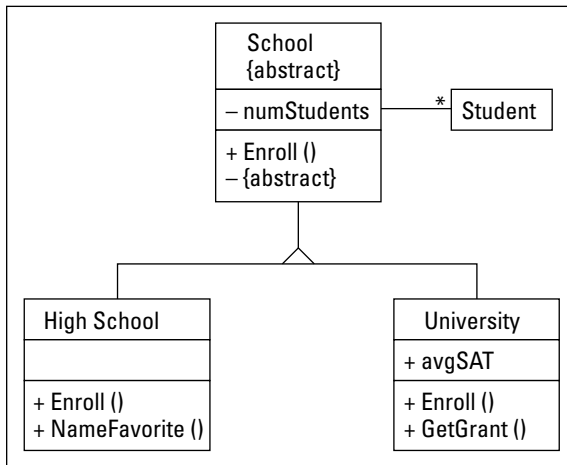 School
{abstract}
– numStudents
*
Student
+ Enroll ()
– {abstract}
High School
+ Enroll ()
+ NameFavorite ()
University
+ avgSAT
+ Enroll ()
+ GetGrant ()